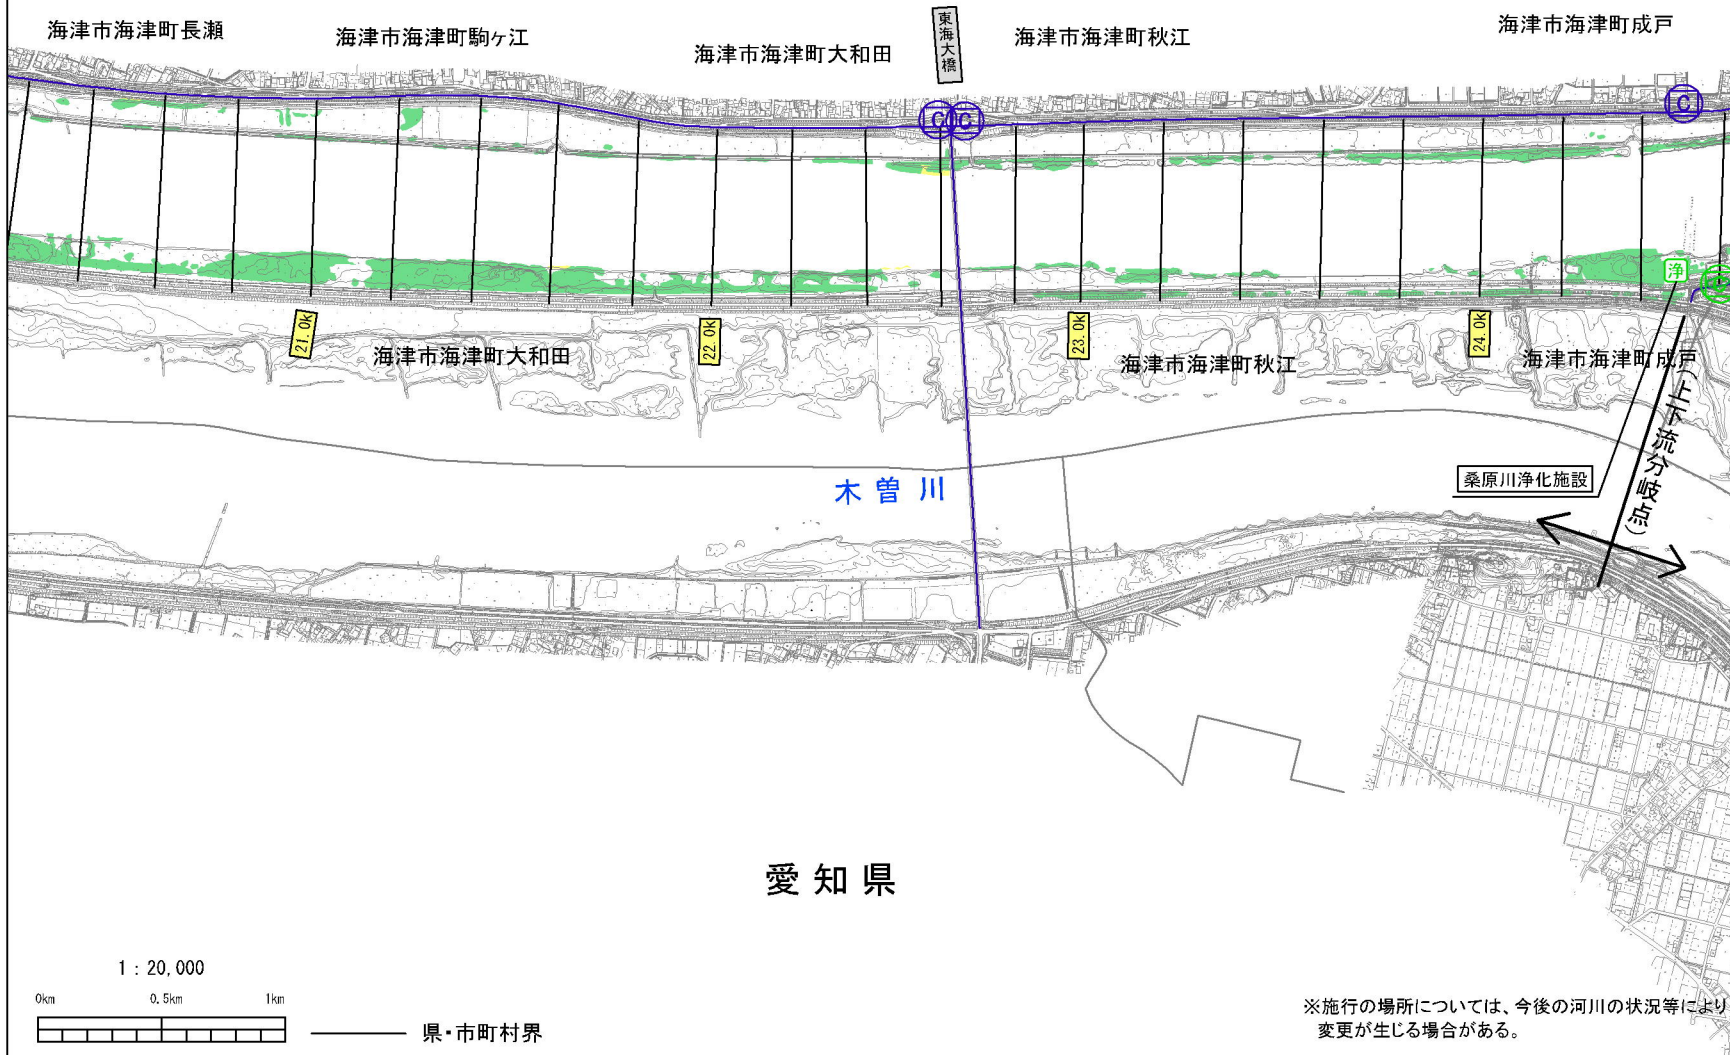 海津市海津町長瀬
海津市海津町駒ヶ江
海津市海津町大和田
東海大橋
海津市海津町秋江
海津市海津町成戸
C
C
C
浄
C
21.0k
22.0k
23.0k
24.0k
海津市海津町大和田
海津市海津町秋江
海津市海津町成戸
(上下流分岐点)
桑原川浄化施設
木曽川
愛知県
1:20,000
0km 0.5km 1km
県・市町村界
※施行の場所については、今後の河川の状況等により
変更が生じる場合がある。